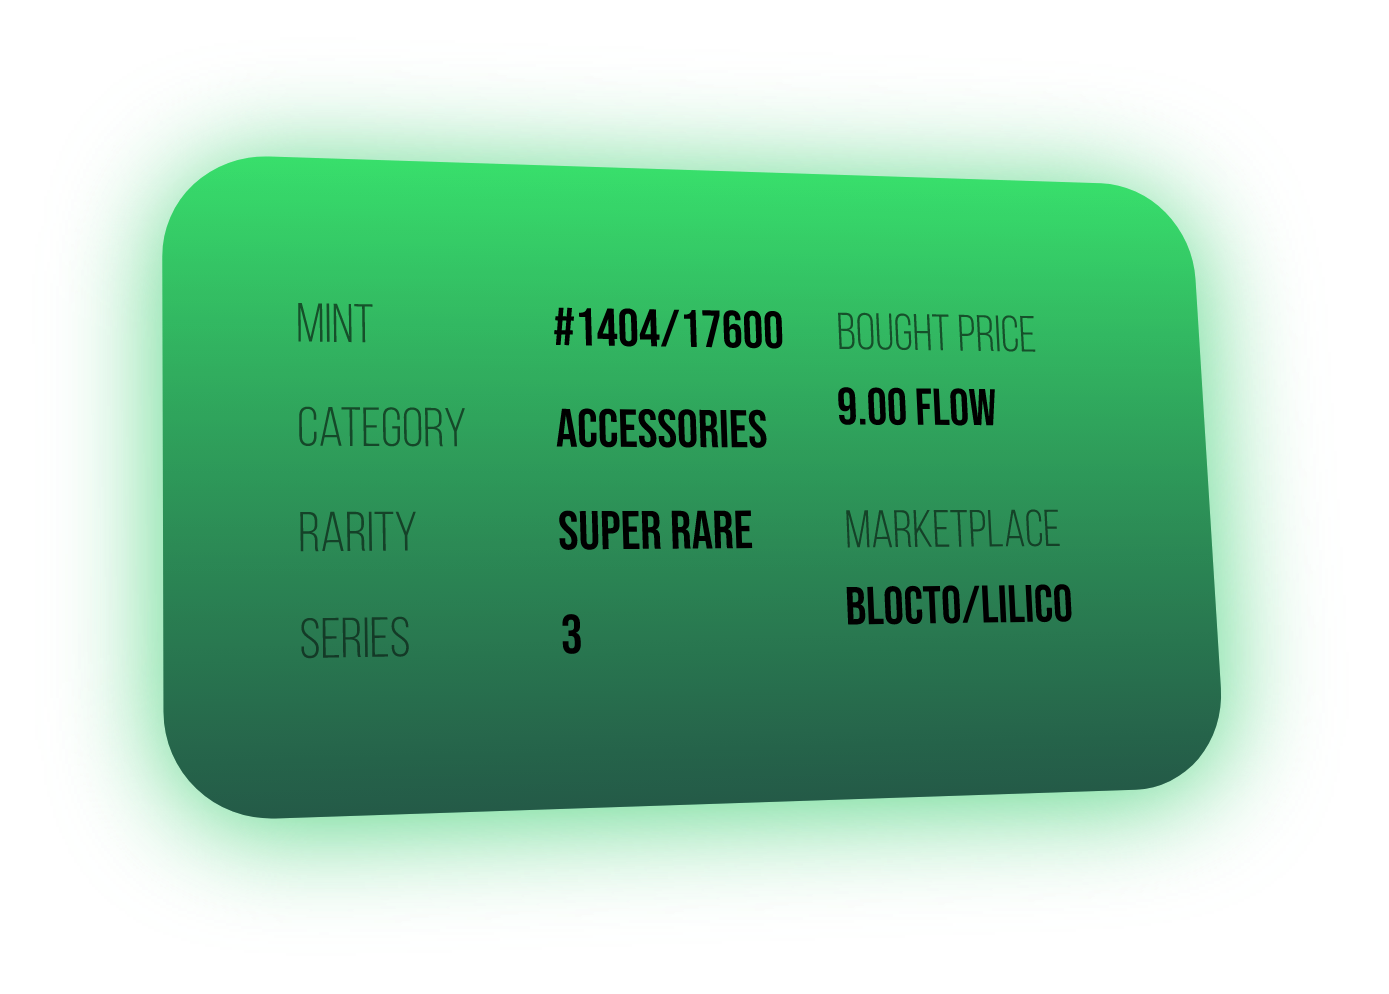 MINT #1404/17600
CATEGORY ACCESSORIES
RARITY SUPER RARE
SERIES 3
BOUGHT PRICE
9.00 FLOW
MARKETPLACE
BLOCTO/LILICO